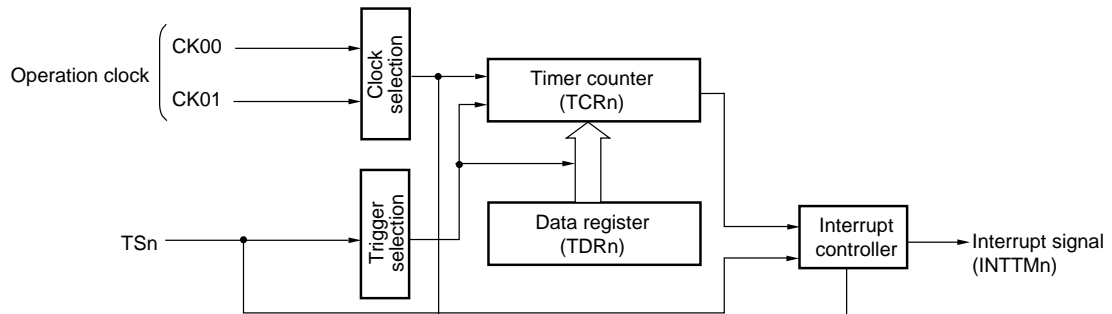 CK00
Operation clock
CK01
Clock
selection
Timer counter
(TCRn)
TSn
Trigger
selection
Data register
(TDRn)
Interrupt
controller
Interrupt signal
(INTTMn)